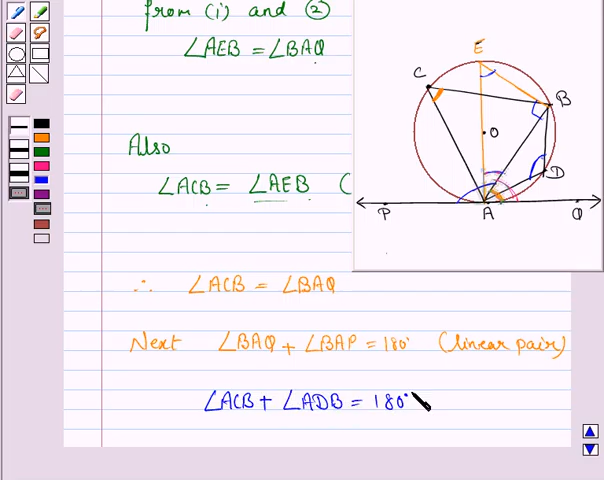 from (i) and ②
∠AEB = ∠BAQ
Also
∠ACB = ∠AEB (
∴ ∠ACB = ∠BAQ
Next ∠BAQ + ∠BAP = 180° (linear pair)
∠ACB + ∠ADB = 180°
E
C
B
O
D
P
A
Q